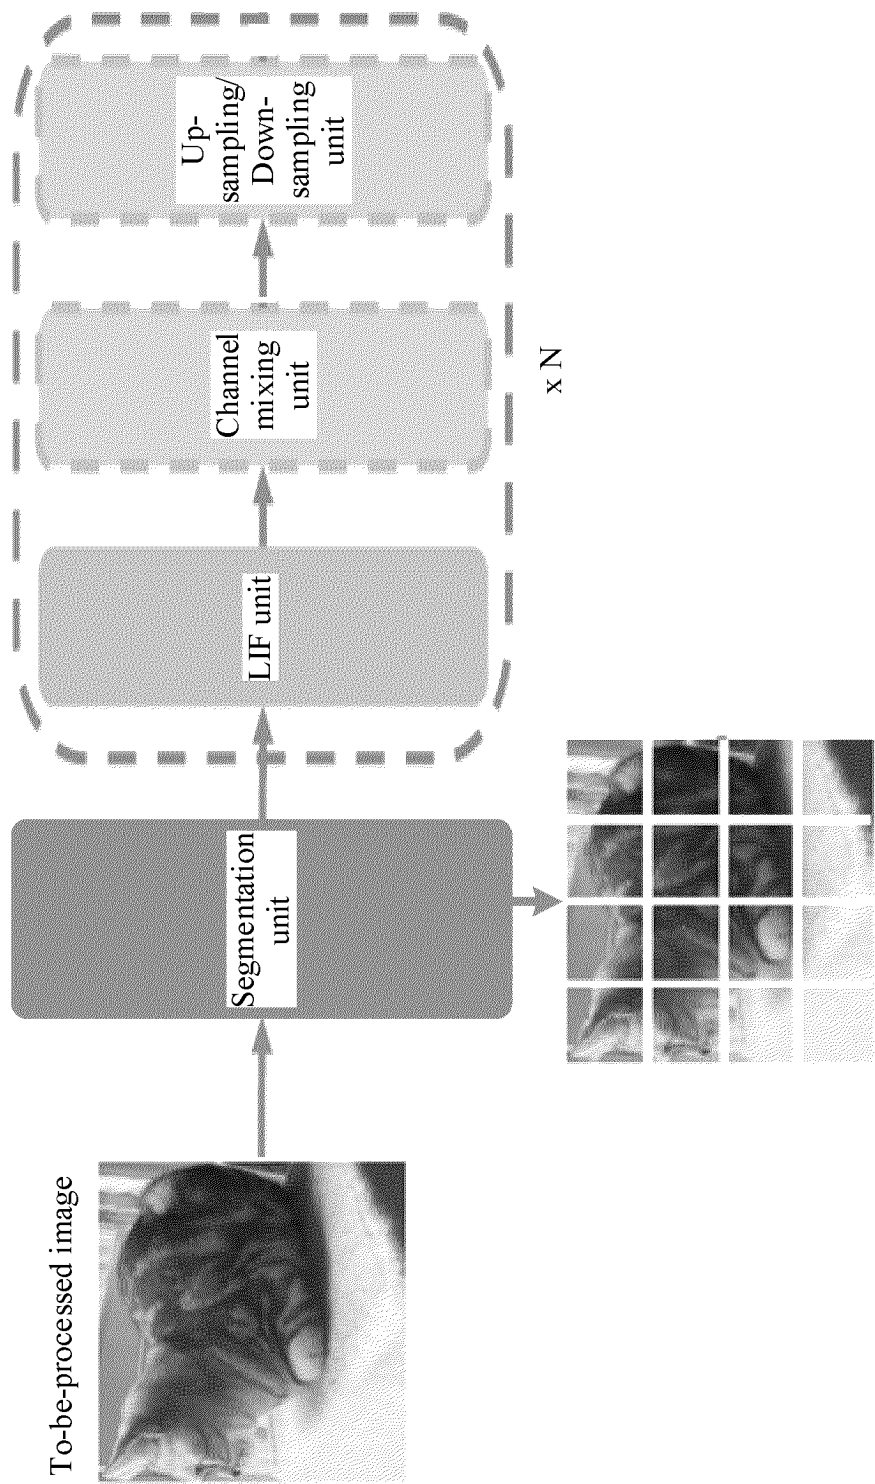 To-be-processed image
Segmentation
unit
LIF unit
Channel
mixing
unit
Up-
sampling/
Down-
sampling
unit
x N